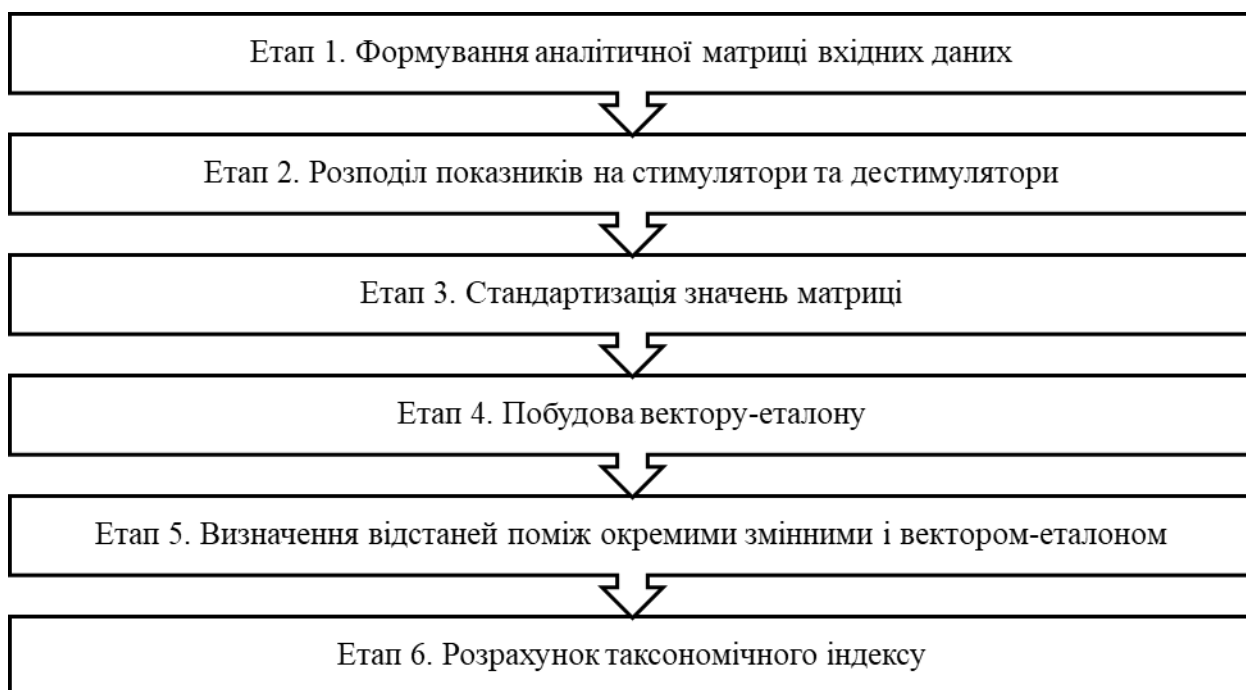 Етап 1. Формування аналітичної матриці вхідних даних
Етап 2. Розподіл показників на стимулятори та дестимулятори
Етап 3. Стандартизація значень матриці
Етап 4. Побудова вектору-еталону
Етап 5. Визначення відстаней поміж окремими змінними і вектором-еталоном
Етап 6. Розрахунок таксономічного індексу